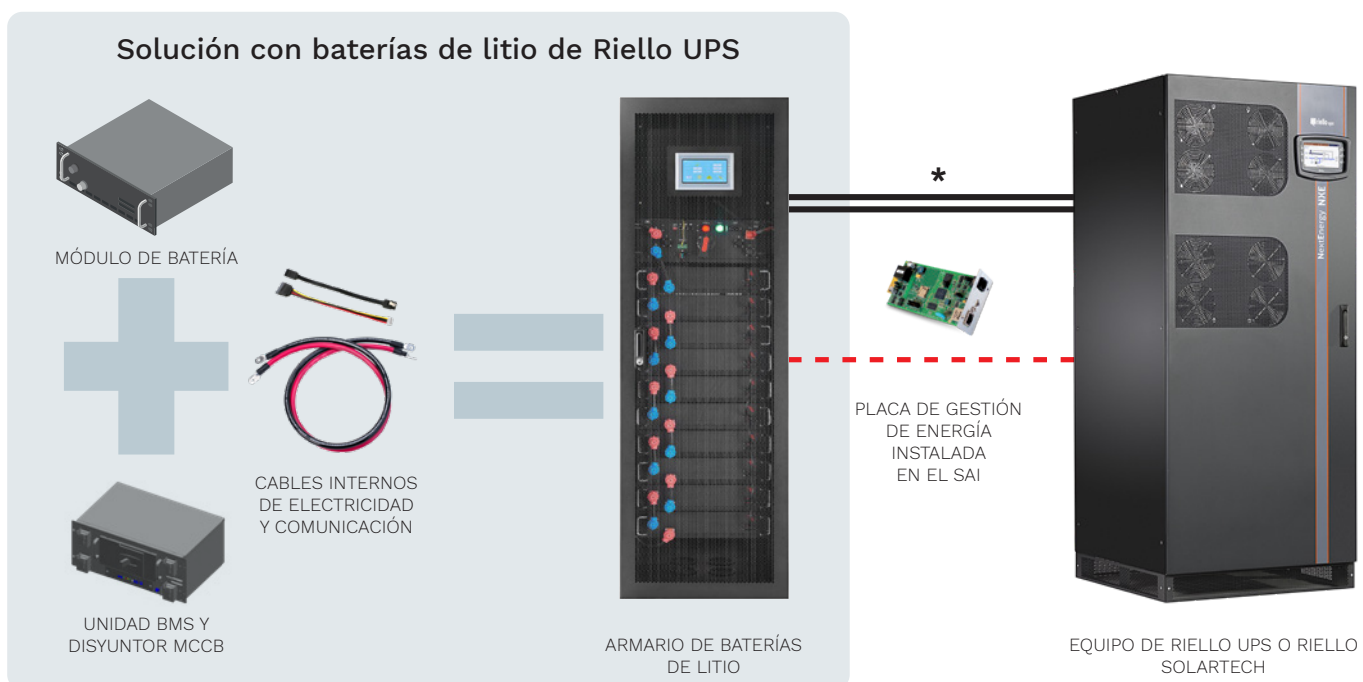 Solución con baterías de litio de Riello UPS
MÓDULO DE BATERÍA
CABLES INTERNOS
DE ELECTRICIDAD
Y COMUNICACIÓN
UNIDAD BMS Y
DISYUNTOR MCCB
ARMARIO DE BATERÍAS
DE LITIO
*
PLACA DE GESTIÓN
DE ENERGÍA
INSTALADA
EN EL SAI
NextEnergy NXE
EQUIPO DE RIELLO UPS O RIELLO
SOLARTECH